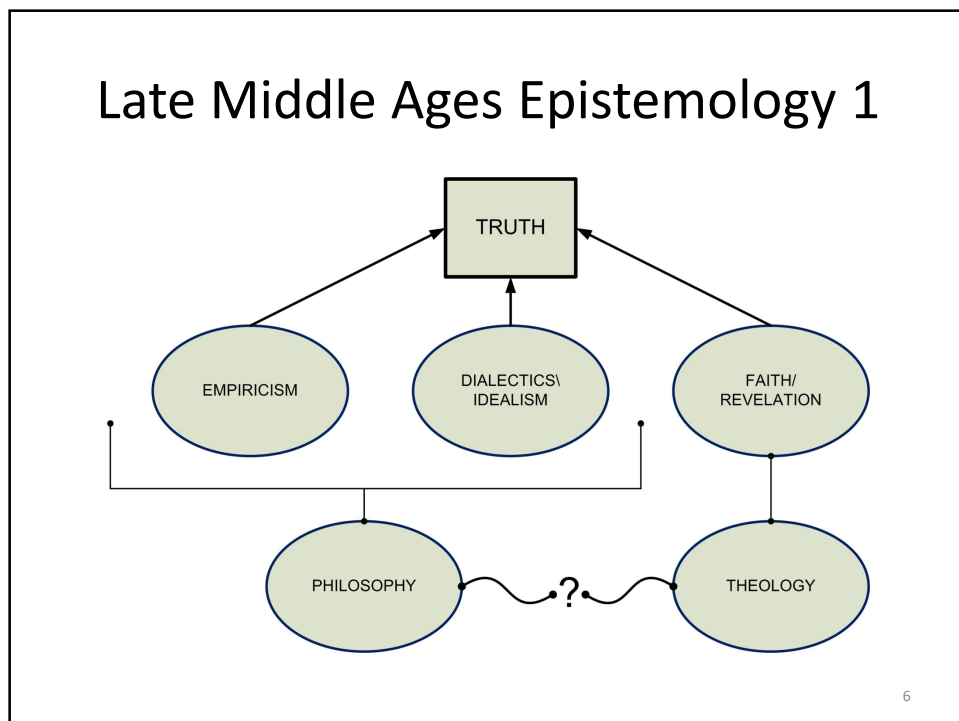 Late Middle Ages Epistemology 1
TRUTH
EMPIRICISM
DIALECTICS\
IDEALISM
FAITH/
REVELATION
PHILOSOPHY
?
THEOLOGY
6